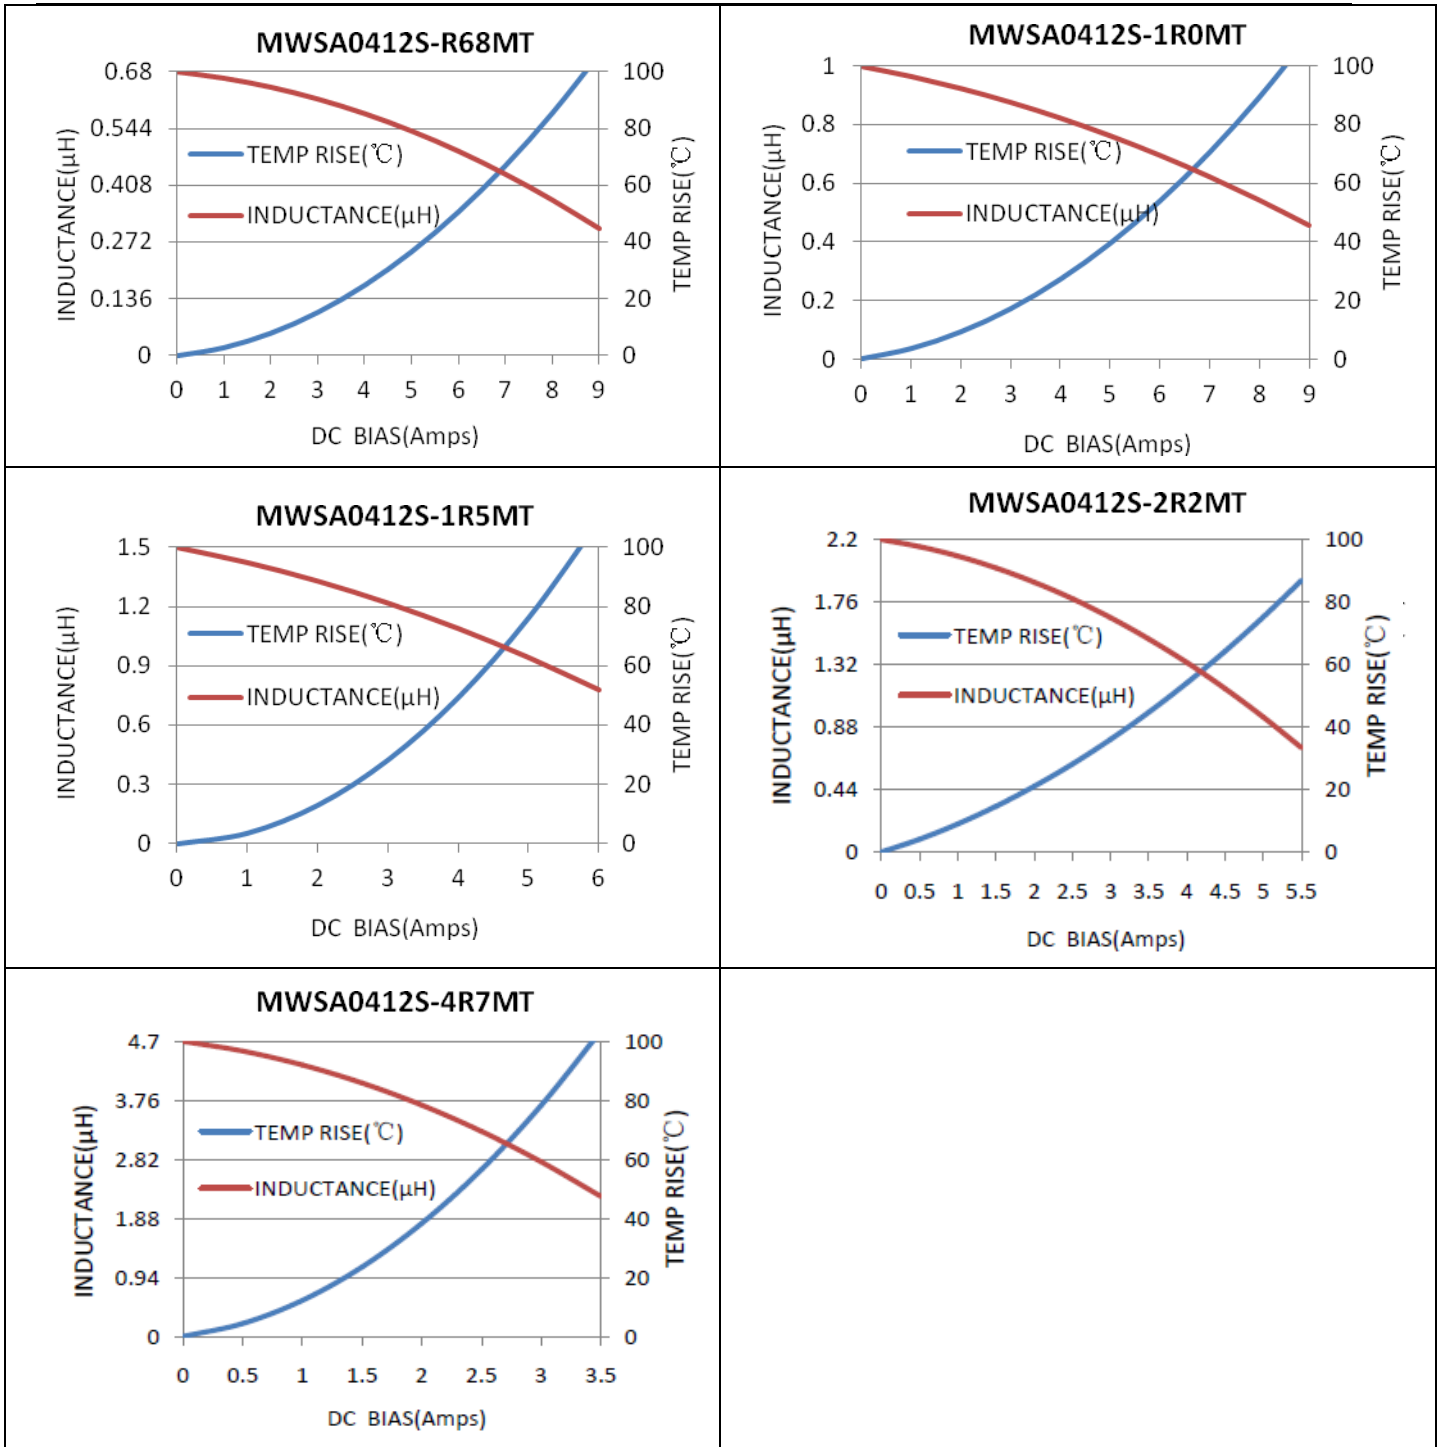 MWSA0412S-R68MT
0.68
0.544
0.408
0.272
0.136
0
100
80
60
40
20
0
INDUCTANCE(μH)
TEMP RISE(℃)
TEMP RISE(℃)
INDUCTANCE(μH)
0 1 2 3 4 5 6 7 8 9
DC BIAS(Amps)
MWSA0412S-1R0MT
1
0.8
0.6
0.4
0.2
0
100
80
60
40
20
0
INDUCTANCE(μH)
TEMP RISE(℃)
TEMP RISE(℃)
INDUCTANCE(μH)
0 1 2 3 4 5 6 7 8 9
DC BIAS(Amps)
MWSA0412S-1R5MT
1.5
1.2
0.9
0.6
0.3
0
100
80
60
40
20
0
INDUCTANCE(μH)
TEMP RISE(℃)
TEMP RISE(℃)
INDUCTANCE(μH)
0 1 2 3 4 5 6
DC BIAS(Amps)
MWSA0412S-2R2MT
2.2
1.76
1.32
0.88
0.44
0
100
80
60
40
20
0
INDUCTANCE(μH)
TEMP RISE(℃)
TEMP RISE(℃)
INDUCTANCE(μH)
0 0.5 1 1.5 2 2.5 3 3.5 4 4.5 5 5.5
DC BIAS(Amps)
MWSA0412S-4R7MT
4.7
3.76
2.82
1.88
0.94
0
100
80
60
40
20
0
INDUCTANCE(μH)
TEMP RISE(℃)
TEMP RISE(℃)
INDUCTANCE(μH)
0 0.5 1 1.5 2 2.5 3 3.5
DC BIAS(Amps)